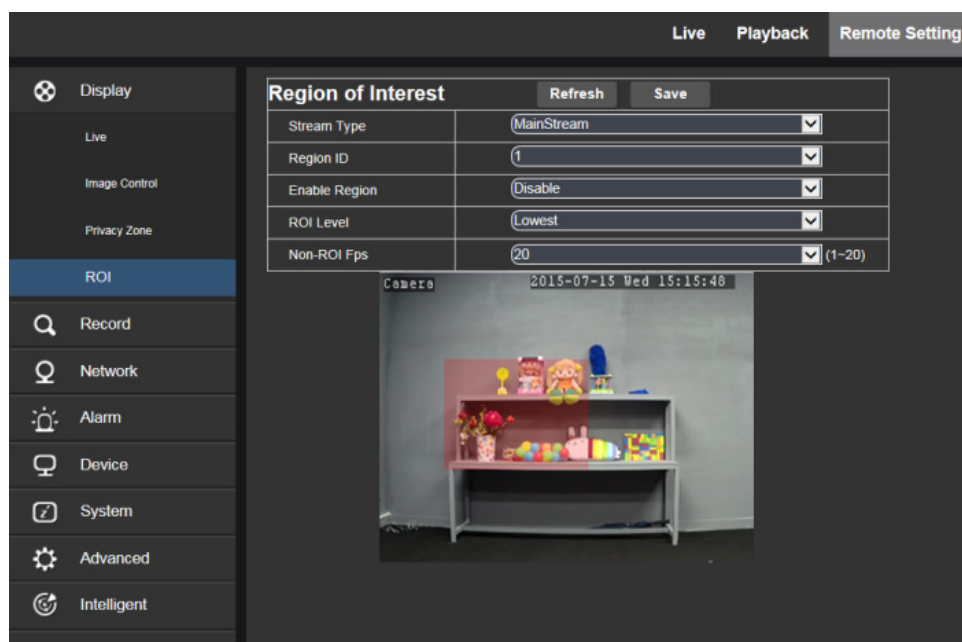 Live Playback Remote Setting
Display
Live
Image Control
Privacy Zone
ROI
Record
Network
Alarm
Device
System
Advanced
Intelligent
Region of Interest Refresh Save
Stream Type MainStream
Region ID 1
Enable Region Disable
ROI Level Lowest
Non-ROI Fps 20 (1~20)
Camera 2015-07-15 Wed 15:15:48